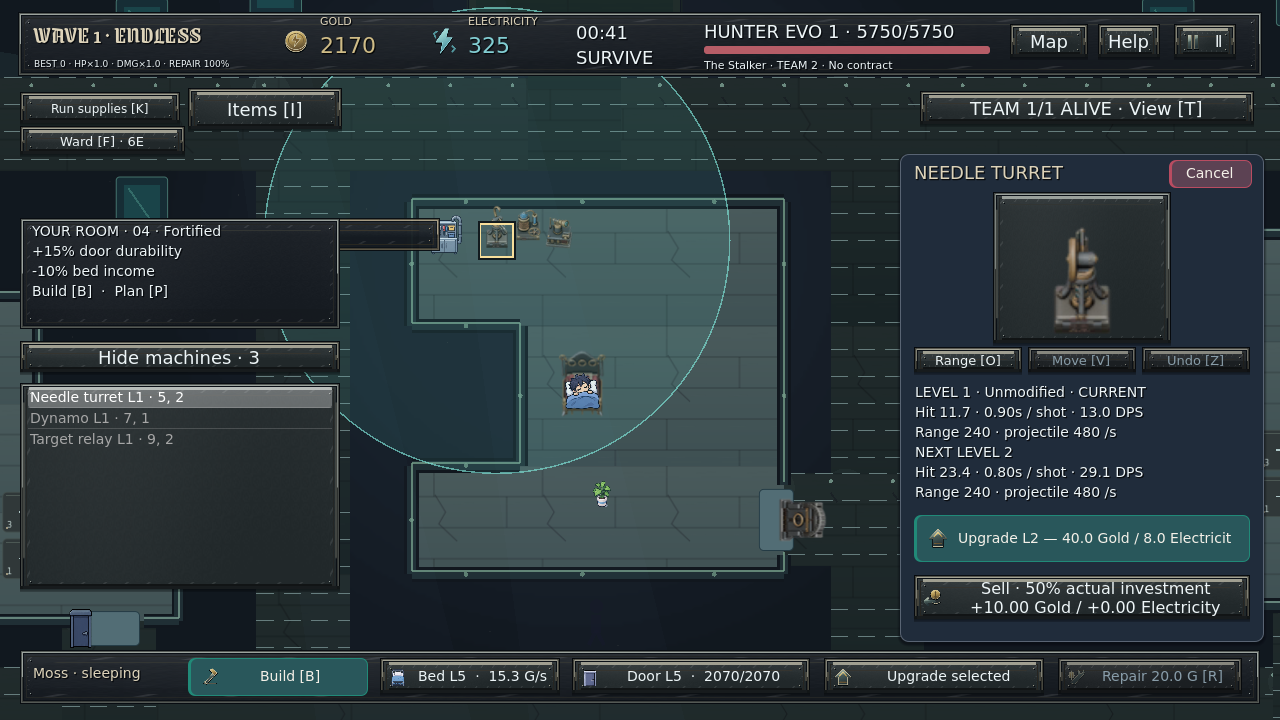 WAVE 1 · ENDLESS
BEST 0 · HP×1.0 · DMG×1.0 · REPAIR 100%
GOLD
2170
ELECTRICITY
325
00:41
SURVIVE
HUNTER EVO 1 · 5750/5750
The Stalker · TEAM 2 · No contract
Map
Help
Run supplies [K]
Items [I]
Ward [F] · 6E
TEAM 1/1 ALIVE · View [T]
YOUR ROOM · 04 · Fortified
+15% door durability
-10% bed income
Build [B] · Plan [P]
Hide machines · 3
Needle turret L1 · 5, 2
Dynamo L1 · 7, 1
Target relay L1 · 9, 2
NEEDLE TURRET
Cancel
Range [O]
Move [V]
Undo [Z]
LEVEL 1 · Unmodified · CURRENT
Hit 11.7 · 0.90s / shot · 13.0 DPS
Range 240 · projectile 480 /s
NEXT LEVEL 2
Hit 23.4 · 0.80s / shot · 29.1 DPS
Range 240 · projectile 480 /s
Upgrade L2 — 40.0 Gold / 8.0 Electricit
Sell · 50% actual investment
+10.00 Gold / +0.00 Electricity
3
1
Moss · sleeping
Build [B]
Bed L5 · 15.3 G/s
Door L5 · 2070/2070
Upgrade selected
Repair 20.0 G [R]